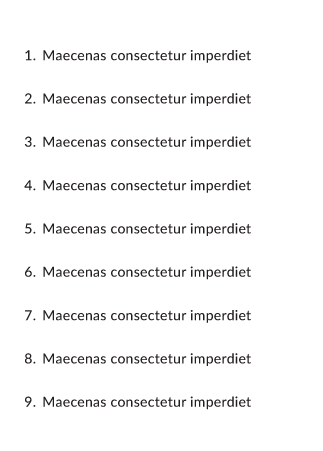 1. Maecenas consectetur imperdiet
2. Maecenas consectetur imperdiet
3. Maecenas consectetur imperdiet
4. Maecenas consectetur imperdiet
5. Maecenas consectetur imperdiet
6. Maecenas consectetur imperdiet
7. Maecenas consectetur imperdiet
8. Maecenas consectetur imperdiet
9. Maecenas consectetur imperdiet